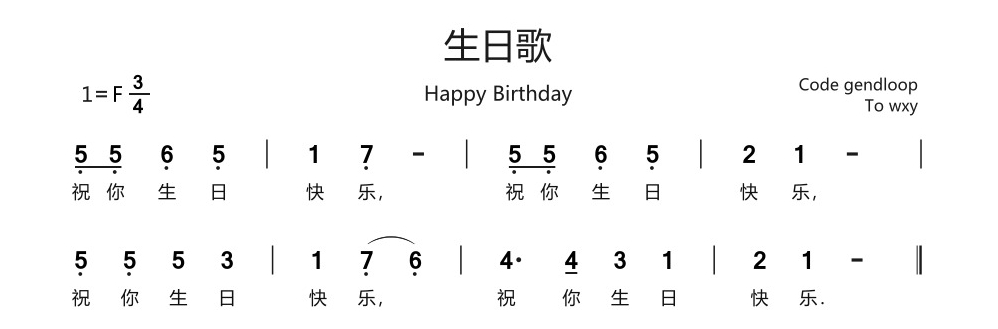 生日歌
1=F 3/4
Happy Birthday
Code gendloop
To wxy
5̣ 5̣ 6̣ 5̣ | 1 7̣ - | 5̣ 5̣ 6̣ 5̣ | 2 1 - |
祝 你 生 日 快 乐, 祝 你 生 日 快 乐,
5̣ 5̣ 5 3 | 1 7̣ 6̣ | 4· 4 3 1 | 2 1 - ‖
祝 你 生 日 快 乐, 祝 你 生 日 快 乐.